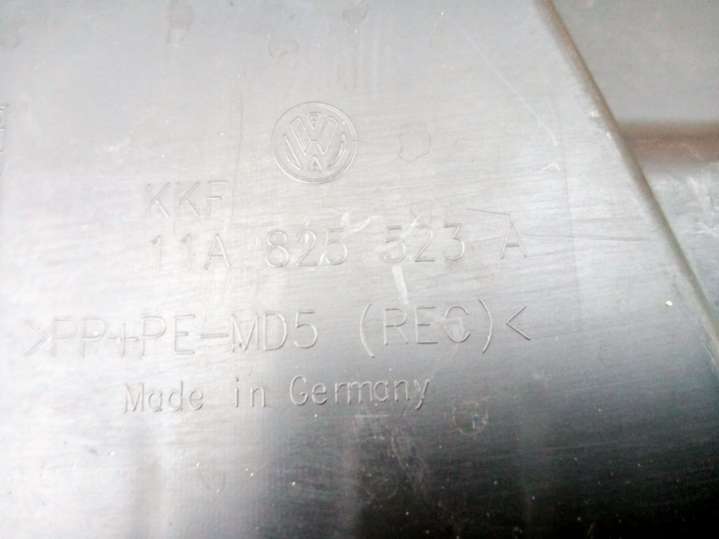 KKF
11A 825 523 A
>PP+PE-MD5 (REC)<
Made in Germany